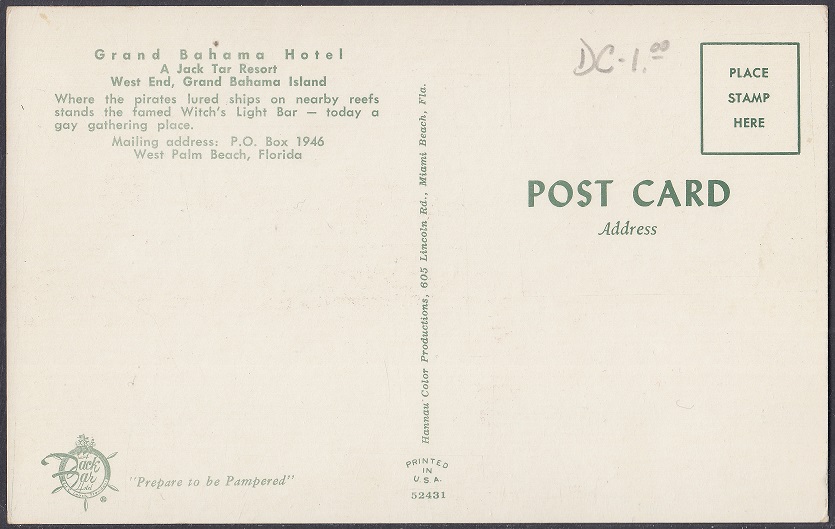 Grand Bahama Hotel
A Jack Tar Resort
West End, Grand Bahama Island
Where the pirates lured ships on nearby reefs
stands the famed Witch's Light Bar — today a
gay gathering place.
Mailing address: P.O. Box 1946
West Palm Beach, Florida
Jack
Tar
Hotel
®
"Prepare to be Pampered"
Hannau Color Productions, 605 Lincoln Rd., Miami Beach, Fla.
PRINTED
IN
U.S.A.
52431
DC-1.00
PLACE
STAMP
HERE
POST CARD
Address